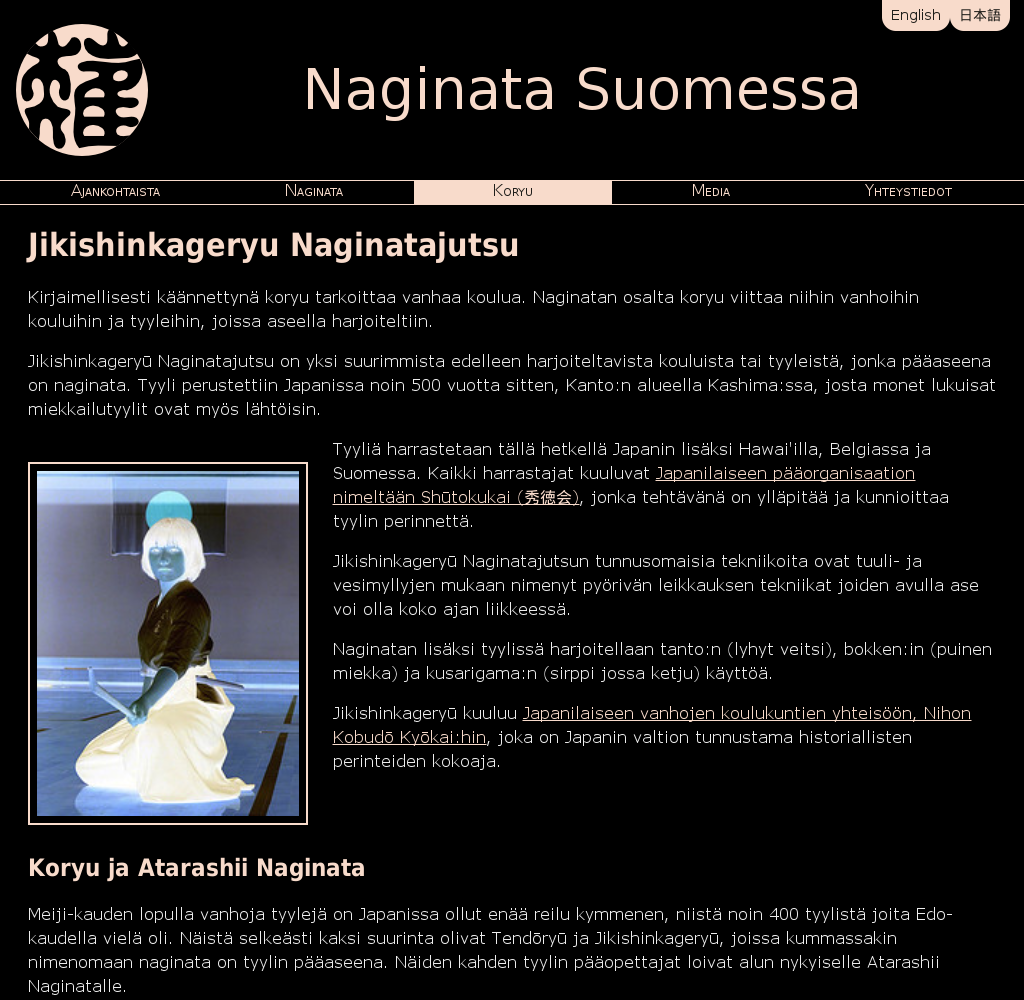 English 日本語
Naginata Suomessa
Ajankohtaista Naginata Koryu Media Yhteystiedot
Jikishinkageryu Naginatajutsu
Kirjaimellisesti käännettynä koryu tarkoittaa vanhaa koulua. Naginatan osalta koryu viittaa niihin vanhoihin
kouluihin ja tyyleihin, joissa aseella harjoiteltiin.
Jikishinkageryū Naginatajutsu on yksi suurimmista edelleen harjoiteltavista kouluista tai tyyleistä, jonka pääaseena
on naginata. Tyyli perustettiin Japanissa noin 500 vuotta sitten, Kanto:n alueella Kashima:ssa, josta monet lukuisat
miekkailutyylit ovat myös lähtöisin.
Tyyliä harrastetaan tällä hetkellä Japanin lisäksi Hawai'illa, Belgiassa ja
Suomessa. Kaikki harrastajat kuuluvat Japanilaiseen pääorganisaation
nimeltään Shūtokukai (秀徳会), jonka tehtävänä on ylläpitää ja kunnioittaa
tyylin perinnettä.
Jikishinkageryū Naginatajutsun tunnusomaisia tekniikoita ovat tuuli- ja
vesimyllyjen mukaan nimenyt pyörivän leikkauksen tekniikat joiden avulla ase
voi olla koko ajan liikkeessä.
Naginatan lisäksi tyylissä harjoitellaan tanto:n (lyhyt veitsi), bokken:in (puinen
miekka) ja kusarigama:n (sirppi jossa ketju) käyttöä.
Jikishinkageryū kuuluu Japanilaiseen vanhojen koulukuntien yhteisöön, Nihon
Kobudō Kyōkai:hin, joka on Japanin valtion tunnustama historiallisten
perinteiden kokoaja.
Koryu ja Atarashii Naginata
Meiji-kauden lopulla vanhoja tyylejä on Japanissa ollut enää reilu kymmenen, niistä noin 400 tyylistä joita Edo-
kaudella vielä oli. Näistä selkeästi kaksi suurinta olivat Tendōryū ja Jikishinkageryū, joissa kummassakin
nimenomaan naginata on tyylin pääaseena. Näiden kahden tyylin pääopettajat loivat alun nykyiselle Atarashii
Naginatalle.